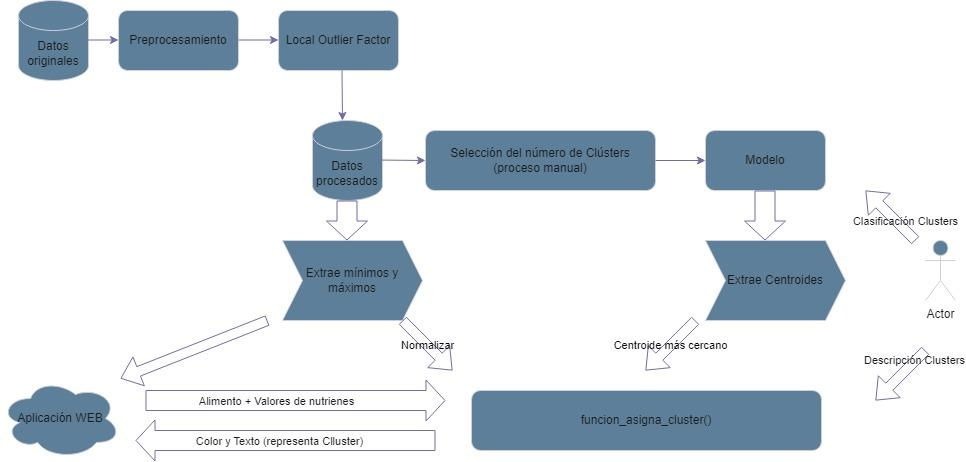 Datos
originales
Preprocesamiento
Local Outlier Factor
Datos
procesados
Selección del número de Clústers
(proceso manual)
Modelo
Clasificación Clusters
Extrae mínimos y
máximos
Extrae Centroides
Actor
Normalizar
Centroide más cercano
Descripción Clusters
Aplicación WEB
Alimento + Valores de nutrienes
funcion_asigna_cluster()
Color y Texto (representa Clluster)